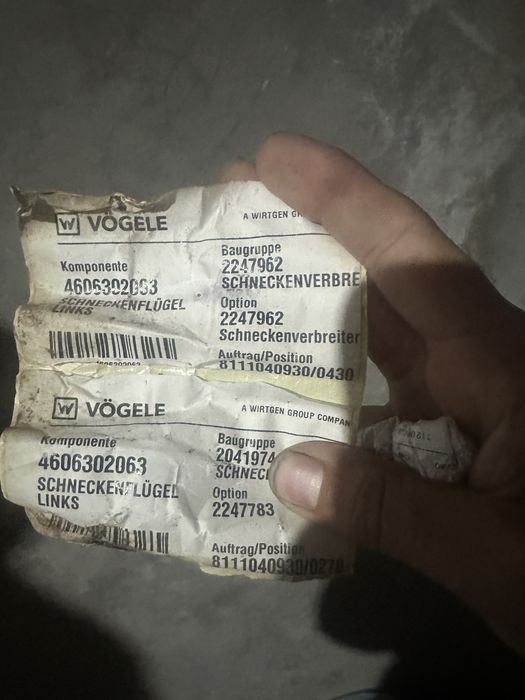 VÖGELE
A WIRTGEN
Komponente
4606302063
SCHNECKENFLÜGEL
LINKS
Baugruppe
2247962
SCHNECKENVERBRE
Option
2247962
Schneckenverbreiter
Auftrag/Position
8111040930/0430
4606302063
VÖGELE
A WIRTGEN GROUP COMPAN
Komponente
4606302063
SCHNECKENFLÜGEL
LINKS
Baugruppe
2041974
SCHNEC
Option
2247783
Auftrag/Position
8111040930/0270